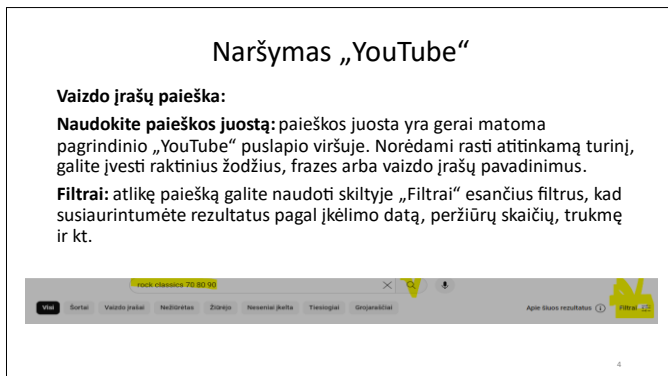 Naršymas „YouTube“
Vaizdo įrašų paieška:
Naudokite paieškos juostą: paieškos juosta yra gerai matoma
pagrindinio „YouTube“ puslapio viršuje. Norėdami rasti atitinkamą turinį,
galite įvesti raktinius žodžius, frazes arba vaizdo įrašų pavadinimus.
Filtrai: atlikę paiešką galite naudoti skiltyje „Filtrai“ esančius filtrus, kad
susiaurintumėte rezultatus pagal įkėlimo datą, peržiūrų skaičių, trukmę
ir kt.
rock classics 70 80 90
Visi Šortai Vaizdo įrašai Nežiūrėtas Žiūrėjo Neseniai įkelta Tiesiogiai Grojaraščiai Apie šiuos rezultatus Filtrai
4